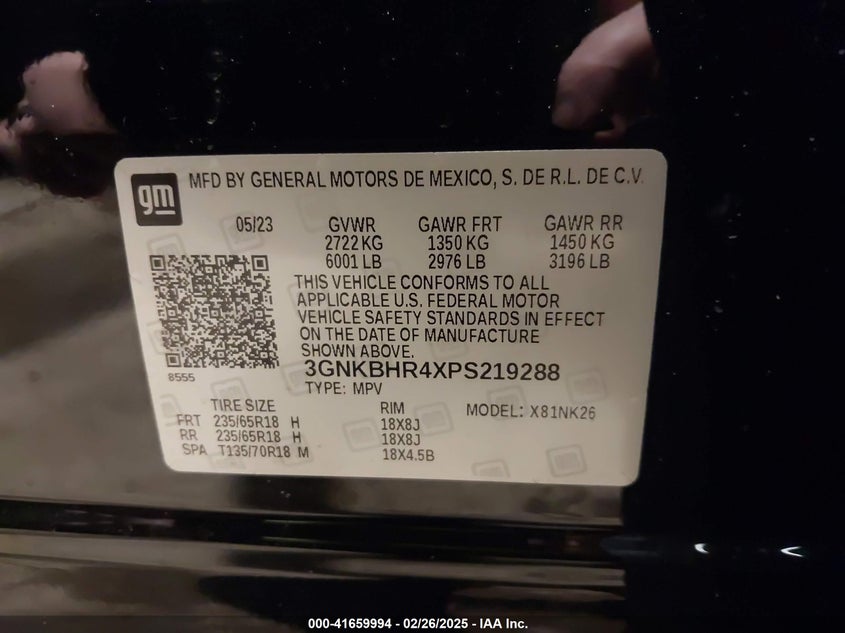 gm
MFD BY GENERAL MOTORS DE MEXICO, S. DE R.L. DE C.V.
05/23 GVWR GAWR FRT GAWR RR
2722 KG 1350 KG 1450 KG
6001 LB 2976 LB 3196 LB
THIS VEHICLE CONFORMS TO ALL
APPLICABLE U.S. FEDERAL MOTOR
VEHICLE SAFETY STANDARDS IN EFFECT
ON THE DATE OF MANUFACTURE
SHOWN ABOVE.
8555
3GNKBHR4XPS219288
TYPE: MPV
TIRE SIZE RIM MODEL: X81NK26
FRT 235/65R18 H 18X8J
RR 235/65R18 H 18X8J
SPA T135/70R18 M 18X4.5B
000-41659994 - 02/26/2025 - IAA Inc.